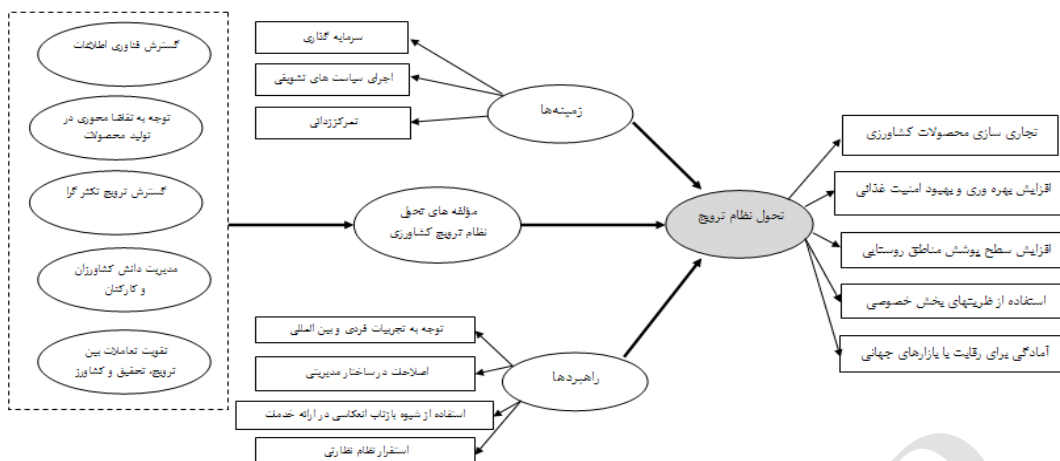 گسترش فناوری اطلاعات
توجه به تقاضا محوری در
تولید محصولات
گسترش ترویج تکثر گرا
مدیریت دانش کشاورزان
و کارکنان
تقویت تعاملات بین
ترویج، تحقیق و کشاورز
سرمایه گذاری
اجرای سیاست های تشویقی
تمرکززدائی
زمینه‌ها
مؤلفه های تحول
نظام ترویج کشاورزی
توجه به تجربیات فردی و بین المللی
اصلاحات در ساختار مدیریتی
استفاده از شیوه بازتاب انعکاسی در ارائه خدمت
استقرار نظام نظارتی
راهبردها
تحول نظام ترویج
تجاری سازی محصولات کشاورزی
افزایش بهره وری و بهبود امنیت غذائی
افزایش سطح پوشش مناطق روستایی
استفاده از ظریتهای بخش خصوصی
آمادگی برای رقابت با بازارهای جهانی